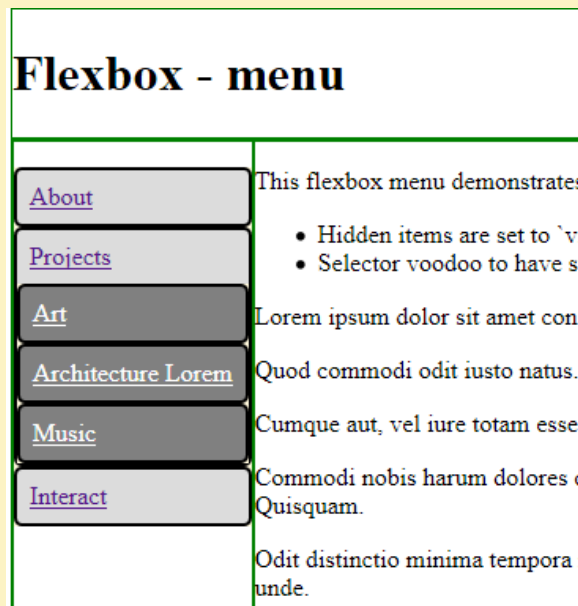 Flexbox - menu
About
Projects
Art
Architecture Lorem
Music
Interact
This flexbox menu demonstrates
Hidden items are set to `v
Selector voodoo to have s
Lorem ipsum dolor sit amet con
Quod commodi odit iusto natus.
Cumque aut, vel iure totam esse
Commodi nobis harum dolores
Quisquam.
Odit distinctio minima tempora
unde.